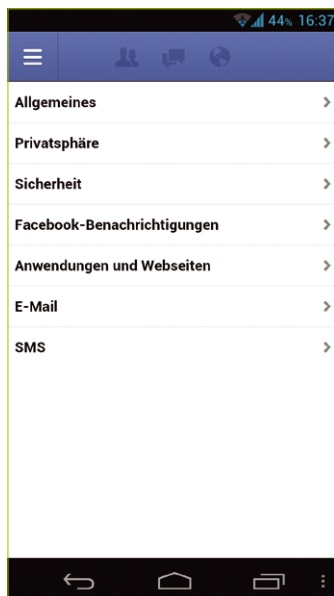 44% 16:37
Allgemeines
Privatsphäre
Sicherheit
Facebook-Benachrichtigungen
Anwendungen und Webseiten
E-Mail
SMS